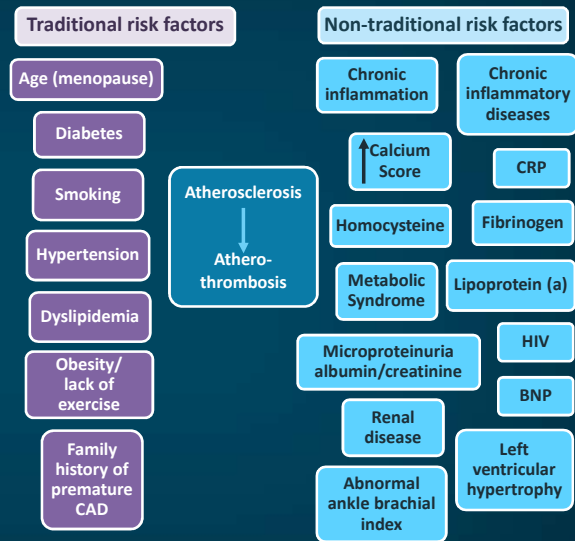 Traditional risk factors
Age (menopause)
Diabetes
Smoking
Hypertension
Dyslipidemia
Obesity/
lack of
exercise
Family
history of
premature
CAD
Atherosclerosis
Athero-
thrombosis
Non-traditional risk factors
Chronic
inflammation
Chronic
inflammatory
diseases
Calcium
Score
CRP
Homocysteine
Fibrinogen
Metabolic
Syndrome
Lipoprotein (a)
Microproteinuria
albumin/creatinine
HIV
BNP
Renal
disease
Left
ventricular
hypertrophy
Abnormal
ankle brachial
index